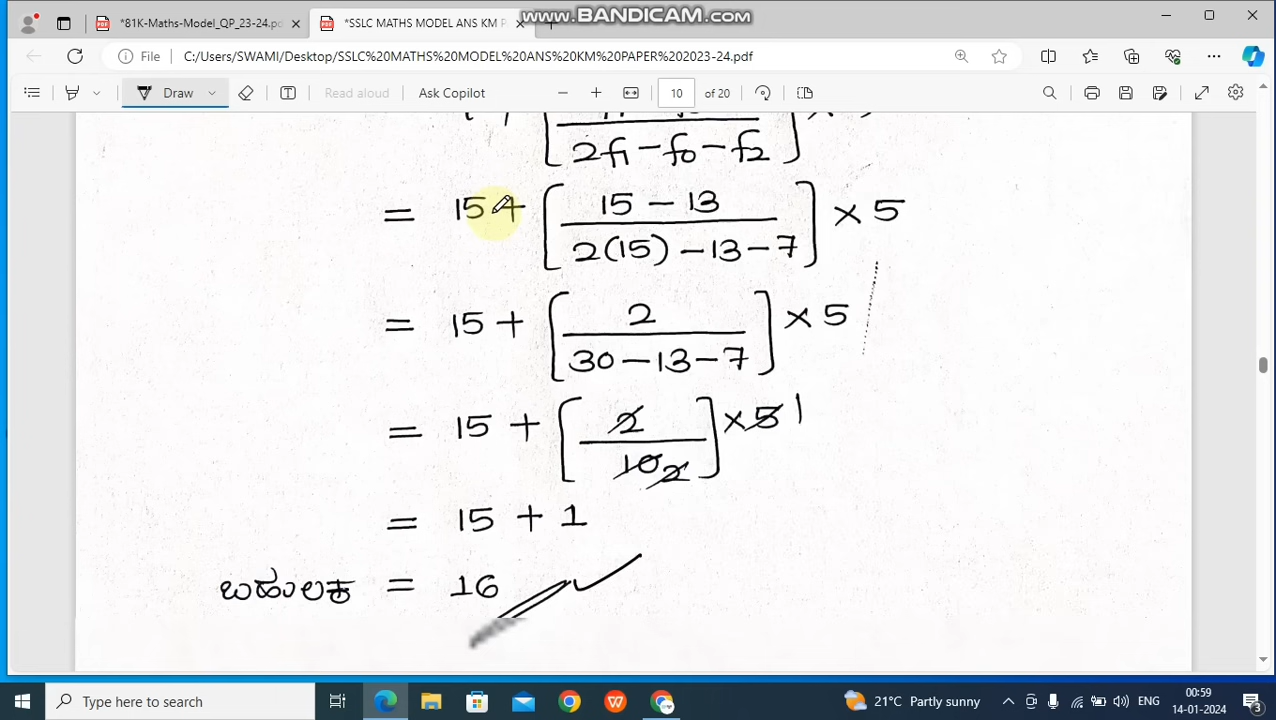 www.BANDICAM.com
*81K-Maths-Model_QP_23-24.pd
*SSLC MATHS MODEL ANS KM P
File
C:/Users/SWAMI/Desktop/SSLC%20MATHS%20MODEL%20ANS%20KM%20PAPER%202023-24.pdf
Draw
Read aloud
Ask Copilot
10 of 20
2f1 - f0 - f2
= 15 + [ 15 - 13 / 2(15) - 13 - 7 ] × 5
= 15 + [ 2 / 30 - 13 - 7 ] × 5
= 15 + [ 2 / 10 2 ] × 5 1
= 15 + 1
ಬಹುಲಕ = 16
Type here to search
21°C Partly sunny
ENG
00:59
14-01-2024
3